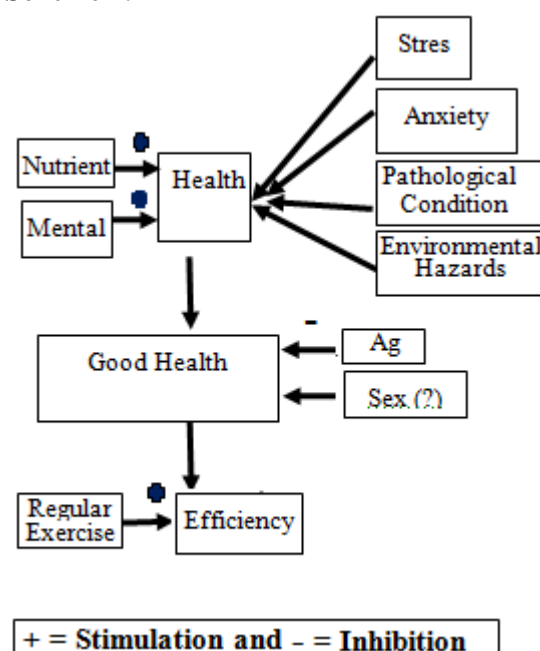 Stres
Anxiety
Nutrient
Health
Pathological
Condition
Mental
Environmental
Hazards
-
Good Health
Ag
Sex (?)
Regular
Exercise
Efficiency
+ = Stimulation and - = Inhibition